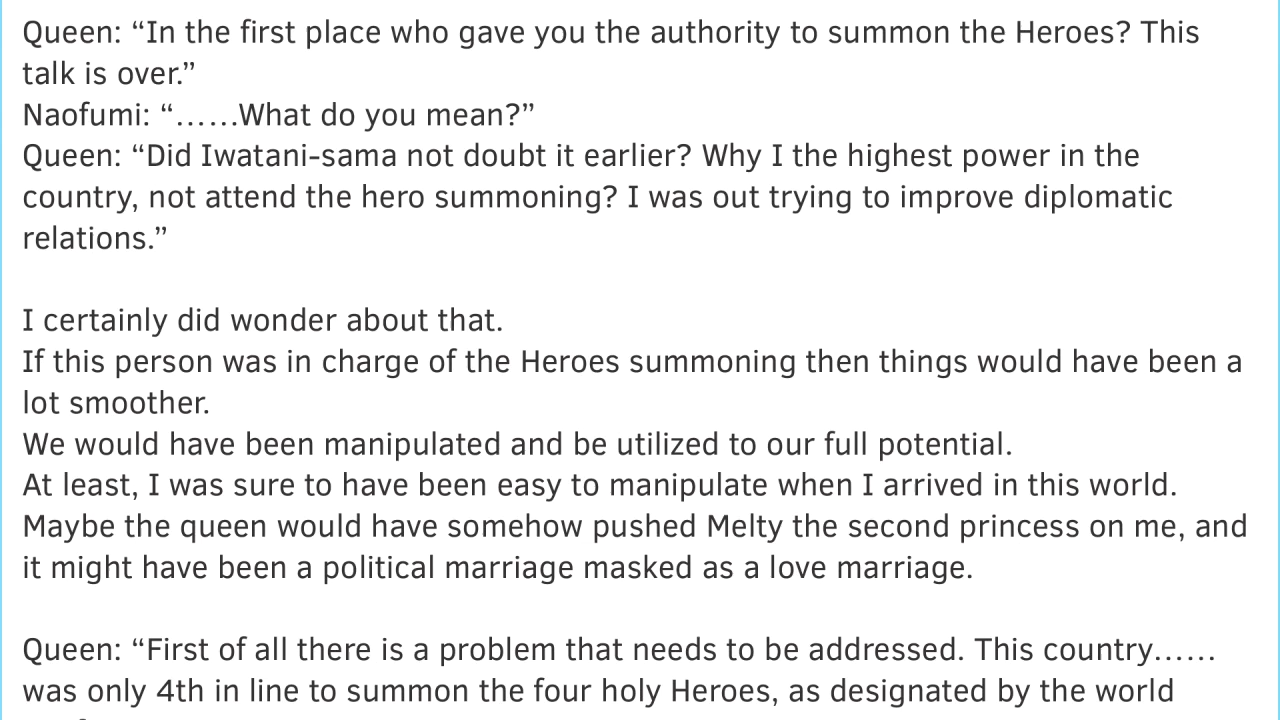 Queen: “In the first place who gave you the authority to summon the Heroes? This
talk is over.”
Naofumi: “……What do you mean?”
Queen: “Did Iwatani-sama not doubt it earlier? Why I the highest power in the
country, not attend the hero summoning? I was out trying to improve diplomatic
relations.”
I certainly did wonder about that.
If this person was in charge of the Heroes summoning then things would have been a
lot smoother.
We would have been manipulated and be utilized to our full potential.
At least, I was sure to have been easy to manipulate when I arrived in this world.
Maybe the queen would have somehow pushed Melty the second princess on me, and
it might have been a political marriage masked as a love marriage.
Queen: “First of all there is a problem that needs to be addressed. This country……
was only 4th in line to summon the four holy Heroes, as designated by the world